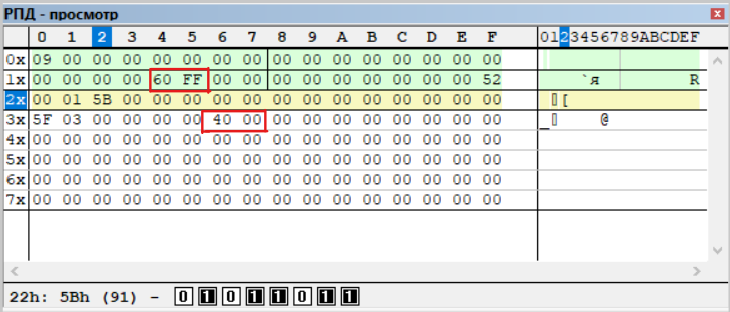 РПД - просмотр
0 1 2 3 4 5 6 7 8 9 A B C D E F 0123456789ABCDEF
0x 09 00 00 00 00 00 00 00 00 00 00 00 00 00 00 00
1x 00 00 00 00 60 FF 00 00 00 00 00 00 00 00 00 52 `я R
2x 00 01 5B 00 00 00 00 00 00 00 00 00 00 00 00 00 [
3x 5F 03 00 00 00 00 40 00 00 00 00 00 00 00 00 00 _ @
4x 00 00 00 00 00 00 00 00 00 00 00 00 00 00 00 00
5x 00 00 00 00 00 00 00 00 00 00 00 00 00 00 00 00
6x 00 00 00 00 00 00 00 00 00 00 00 00 00 00 00 00
7x 00 00 00 00 00 00 00 00 00 00 00 00 00 00 00 00
22h: 5Bh (91) - 0 1 0 1 1 0 1 1